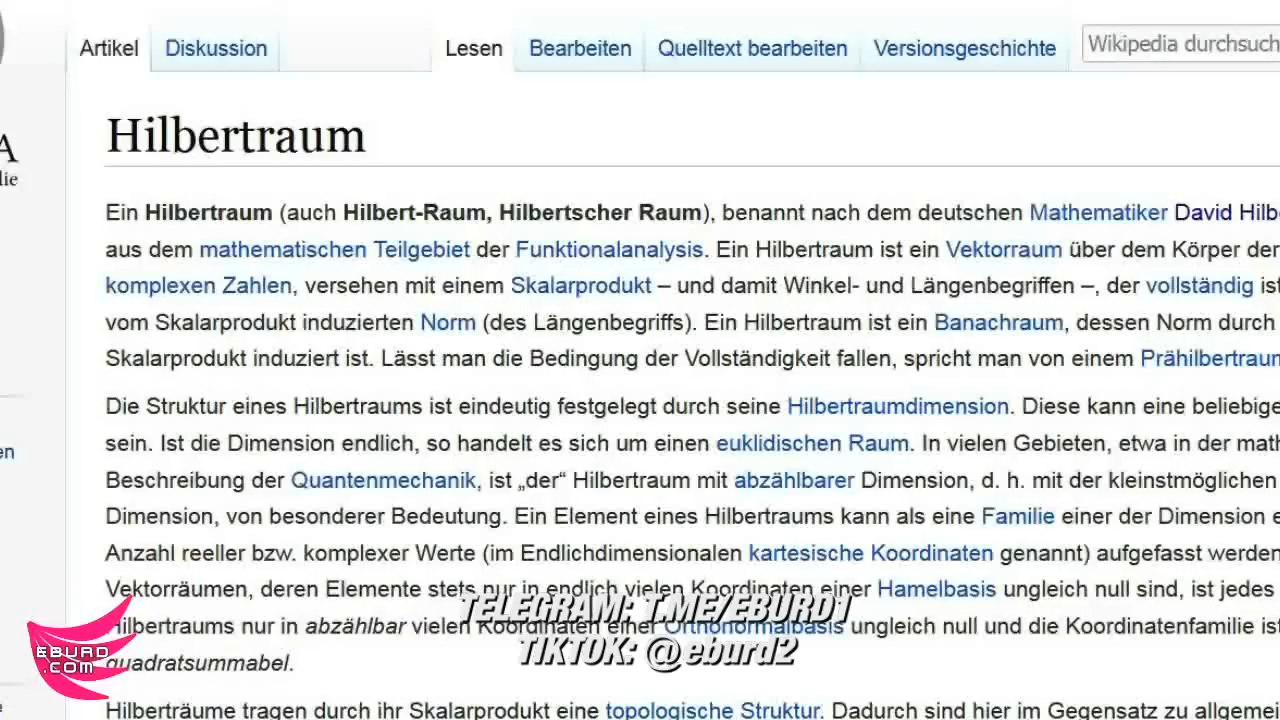 Artikel Diskussion Lesen Bearbeiten Quelltext bearbeiten Versionsgeschichte Wikipedia durchsuch
Hilbertraum
A
lie
Ein Hilbertraum (auch Hilbert-Raum, Hilbertscher Raum), benannt nach dem deutschen Mathematiker David Hilb
aus dem mathematischen Teilgebiet der Funktionalanalysis. Ein Hilbertraum ist ein Vektorraum über dem Körper der
komplexen Zahlen, versehen mit einem Skalarprodukt – und damit Winkel- und Längenbegriffen –, der vollständig ist
vom Skalarprodukt induzierten Norm (des Längenbegriffs). Ein Hilbertraum ist ein Banachraum, dessen Norm durch
Skalarprodukt induziert ist. Lässt man die Bedingung der Vollständigkeit fallen, spricht man von einem Prähilbertraum
Die Struktur eines Hilbertraums ist eindeutig festgelegt durch seine Hilbertraumdimension. Diese kann eine beliebige
en
sein. Ist die Dimension endlich, so handelt es sich um einen euklidischen Raum. In vielen Gebieten, etwa in der math
Beschreibung der Quantenmechanik, ist „der“ Hilbertraum mit abzählbarer Dimension, d. h. mit der kleinstmöglichen
Dimension, von besonderer Bedeutung. Ein Element eines Hilbertraums kann als eine Familie einer der Dimension e
Anzahl reeller bzw. komplexer Werte (im Endlichdimensionalen kartesische Koordinaten genannt) aufgefasst werden
Vektorräumen, deren Elemente stets nur in endlich vielen Koordinaten einer Hamelbasis ungleich null sind, ist jedes
TELEGRAM: T.ME/EBURD1
Hilbertraums nur in abzählbar vielen Koordinaten einer Orthonormalbasis ungleich null und die Koordinatenfamilie ist
TIKTOK: @eburd2
EBURD
.COM
quadratsummabel.
Hilberträume tragen durch ihr Skalarprodukt eine topologische Struktur. Dadurch sind hier im Gegensatz zu allgemei